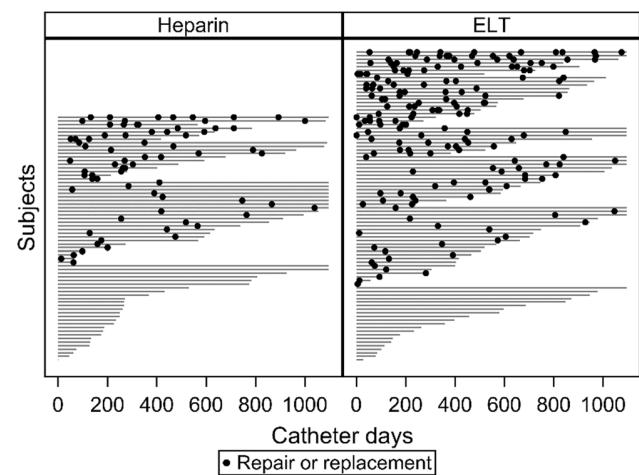 Heparin ELT
Subjects
0 200 400 600 800 1000 0 200 400 600 800 1000
Catheter days
Repair or replacement